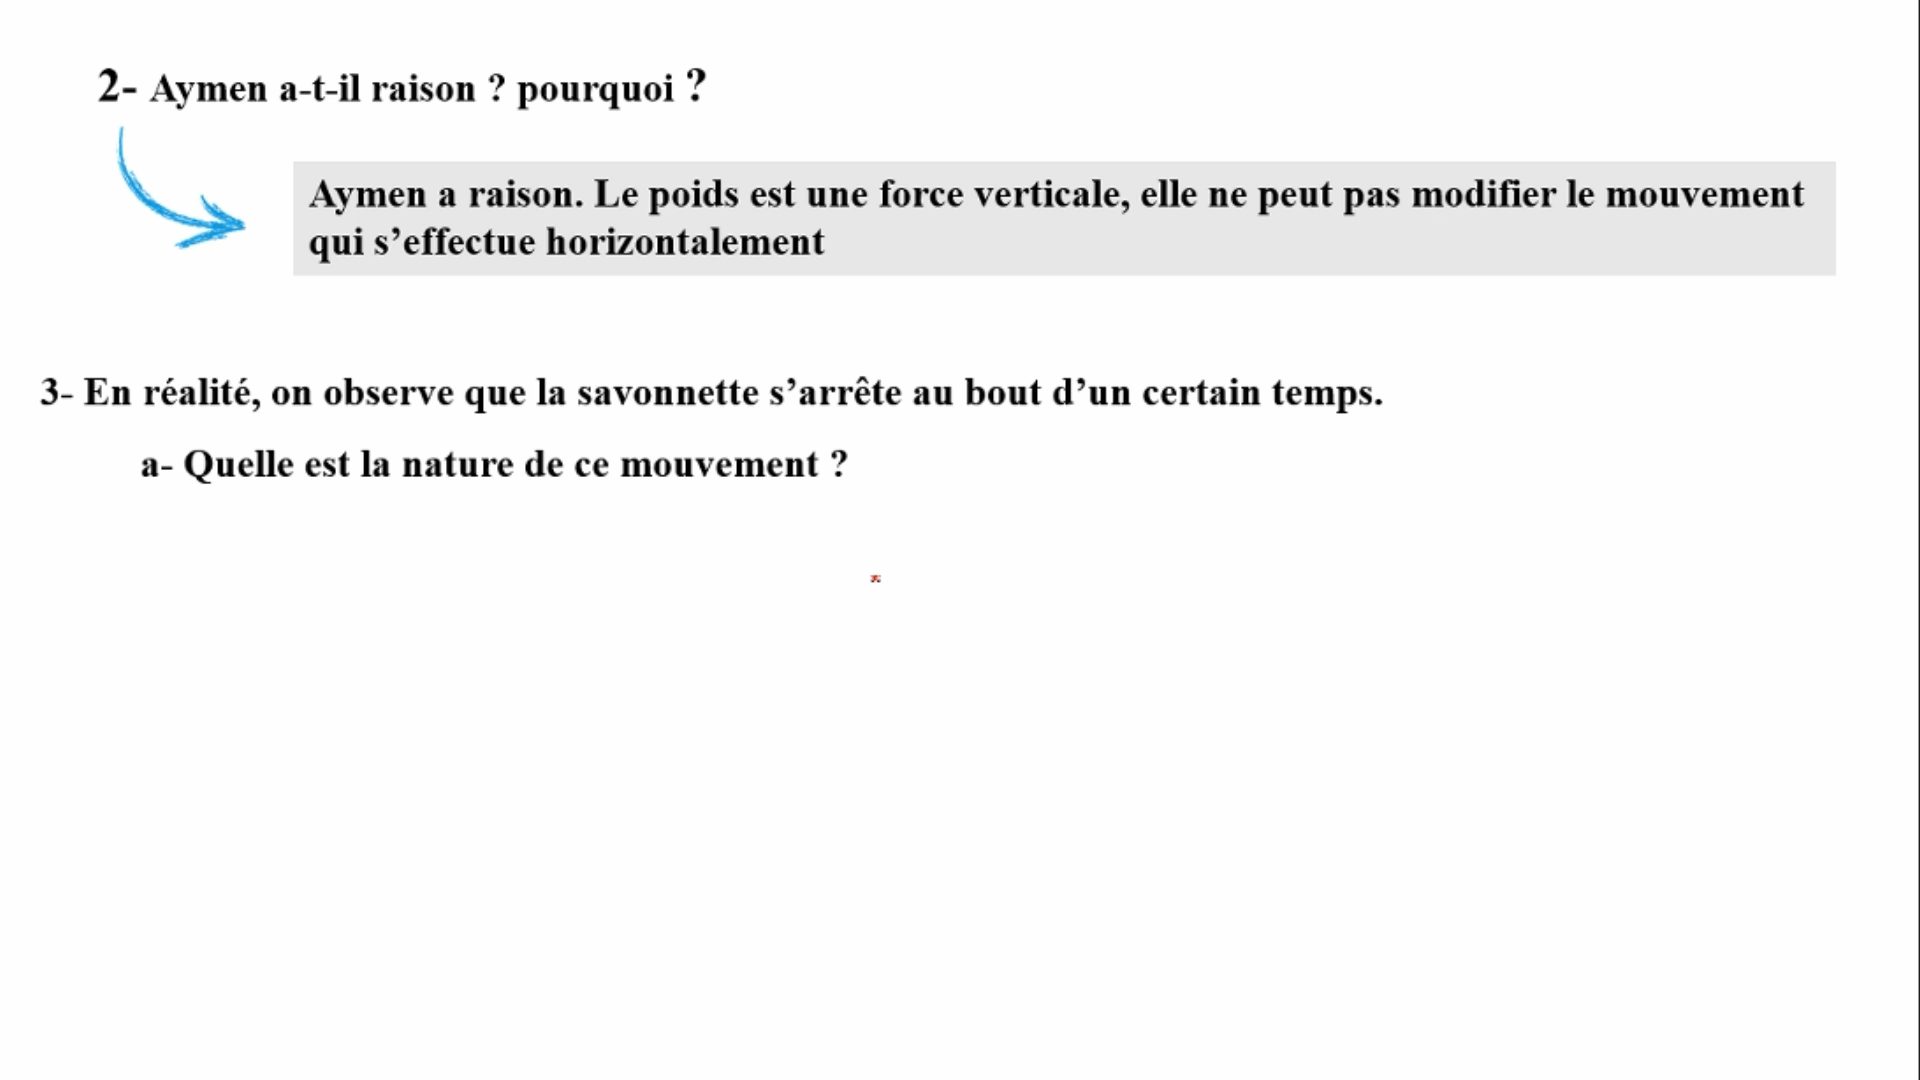 2- Aymen a-t-il raison ? pourquoi ?
Aymen a raison. Le poids est une force verticale, elle ne peut pas modifier le mouvement
qui s’effectue horizontalement
3- En réalité, on observe que la savonnette s’arrête au bout d’un certain temps.
a- Quelle est la nature de ce mouvement ?